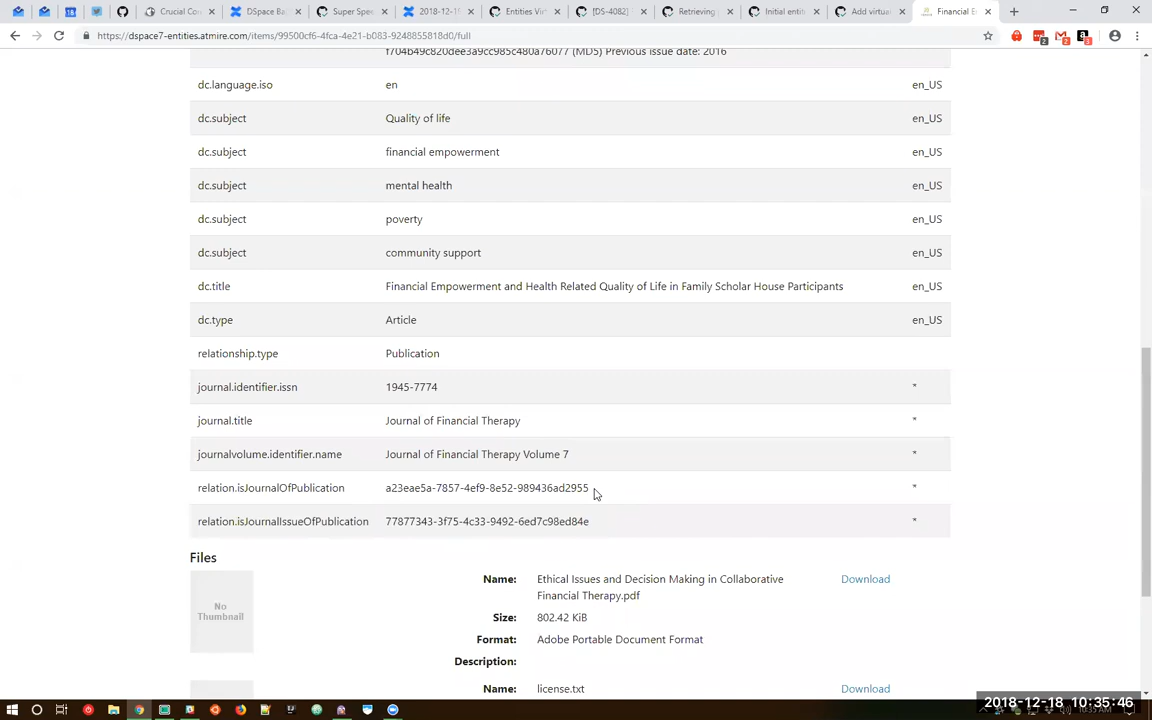 Crucial Con
DSpace Ba
Super Spe
2018-12-1
Entities Vir
[DS-4082]
Retrieving
Initial entit
Add virtua
Financial E
https://dspace7-entities.atmire.com/items/99500cf6-4fca-4e21-b083-9248855818d0/full
f704b49c820dee3a9cc985c480a76077 (MD5) Previous issue date: 2016
dc.language.iso en en_US
dc.subject Quality of life en_US
dc.subject financial empowerment en_US
dc.subject mental health en_US
dc.subject poverty en_US
dc.subject community support en_US
dc.title Financial Empowerment and Health Related Quality of Life in Family Scholar House Participants en_US
dc.type Article en_US
relationship.type Publication
journal.identifier.issn 1945-7774 *
journal.title Journal of Financial Therapy *
journalvolume.identifier.name Journal of Financial Therapy Volume 7 *
relation.isJournalOfPublication a23eae5a-7857-4ef9-8e52-989436ad2955 *
relation.isJournalIssueOfPublication 77877343-3f75-4c33-9492-6ed7c98ed84e *
Files
No
Thumbnail
Name: Ethical Issues and Decision Making in Collaborative Download
Financial Therapy.pdf
Size: 802.42 KiB
Format: Adobe Portable Document Format
Description:
Name: license.txt Download
2018-12-18 10:35:46